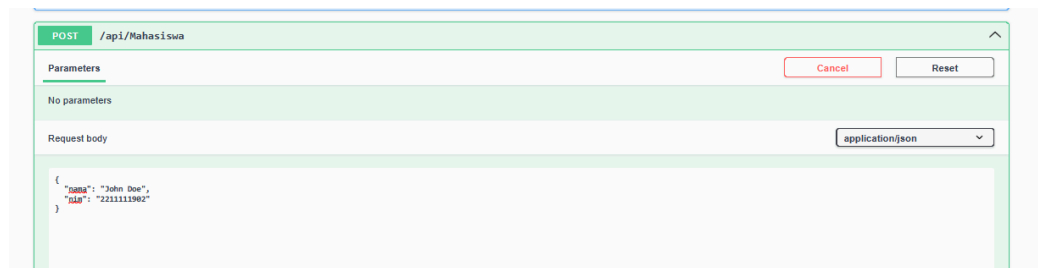 POST /api/Mahasiswa
Parameters Cancel Reset
No parameters
Request body application/json
{
"nama": "John Doe",
"nim": "2211111902"
}